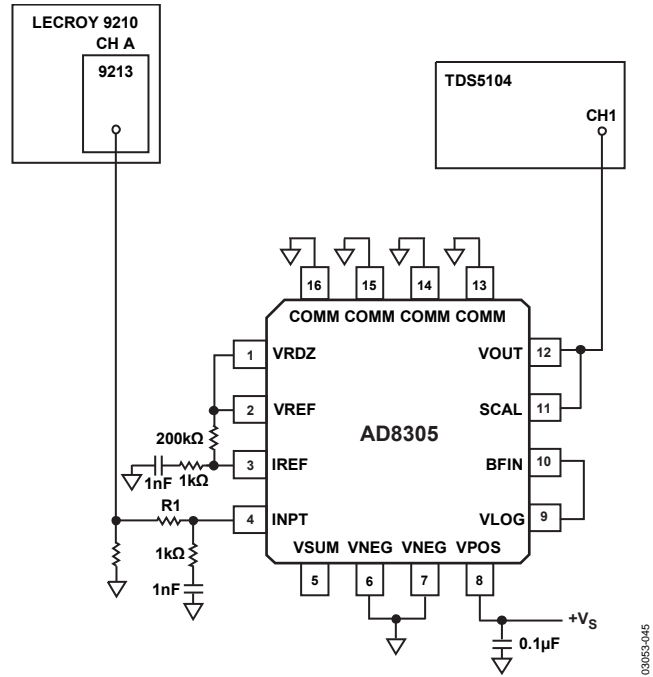 LECROY 9210
CH A
9213
TDS5104
CH1
16 15 14 13
COMM COMM COMM COMM
1 VRDZ
VOUT 12
2 VREF
SCAL 11
200kΩ
AD8305
3 IREF
BFIN 10
1nF 1kΩ
R1
4 INPT
VLOG 9
1kΩ
VSUM VNEG VNEG VPOS
5 6 7 8
1nF
+VS
0.1µF
03053-045